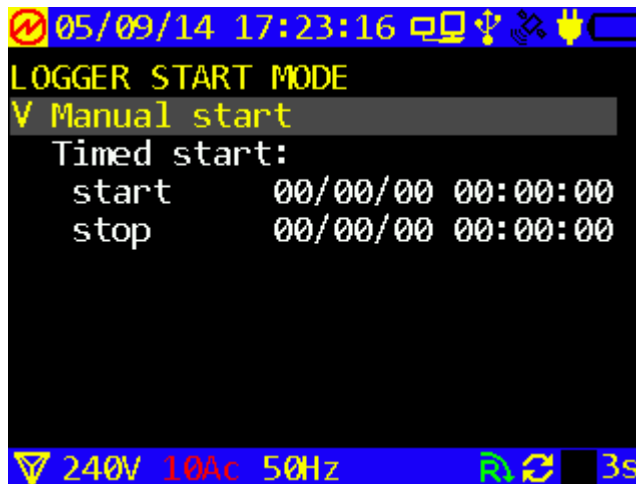 05/09/14 17:23:16
LOGGER START MODE
V Manual start
Timed start:
start 00/00/00 00:00:00
stop 00/00/00 00:00:00
240V 10Ac 50Hz R 3s